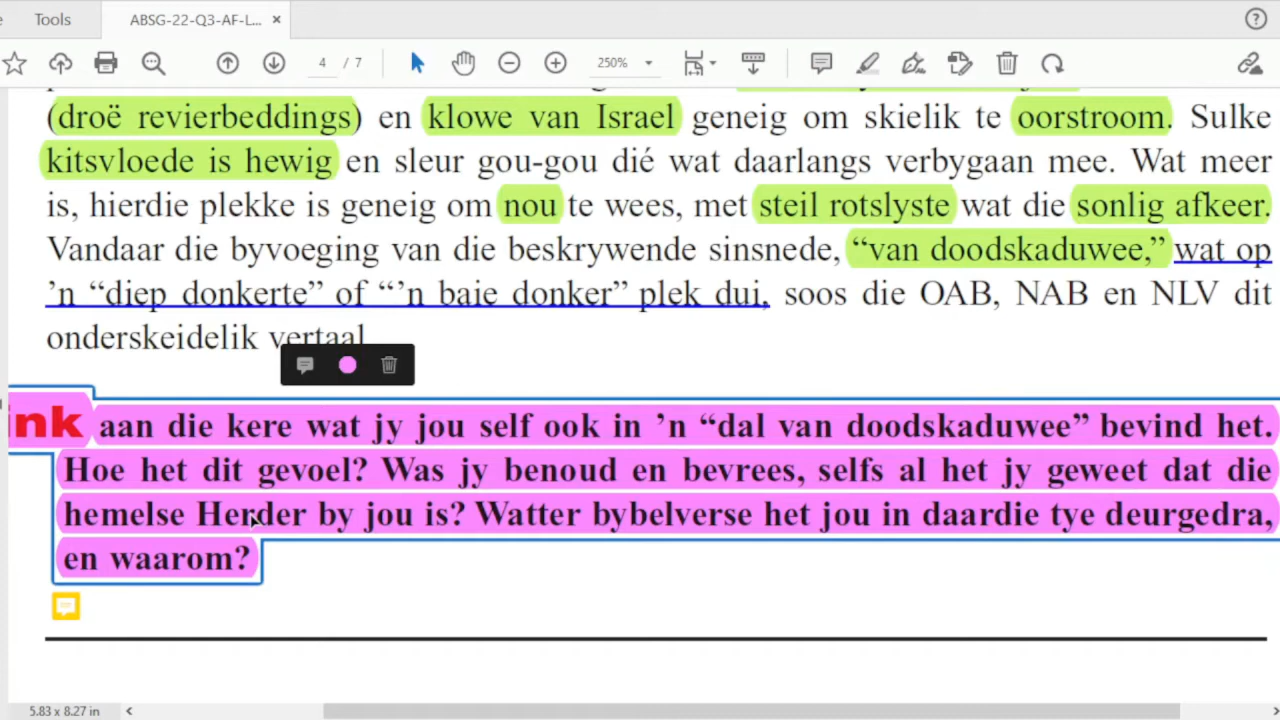 Tools
ABSG-22-Q3-AF-L... ×
4 / 7
250%
(droë revierbeddings) en klowe van Israel geneig om skielik te oorstroom. Sulke
kitsvloede is hewig en sleur gou-gou dié wat daarlangs verbygaan mee. Wat meer
is, hierdie plekke is geneig om nou te wees, met steil rotslyste wat die sonlig afkeer.
Vandaar die byvoeging van die beskrywende sinsnede, “van doodskaduwee,” wat op
’n “diep donkerte” of “’n baie donker” plek dui, soos die OAB, NAB en NLV dit
onderskeidelik vertaal
ink aan die kere wat jy jou self ook in ’n “dal van doodskaduwee” bevind het.
Hoe het dit gevoel? Was jy benoud en bevrees, selfs al het jy geweet dat die
hemelse Herder by jou is? Watter bybelverse het jou in daardie tye deurgedra,
en waarom?
5.83 x 8.27 in